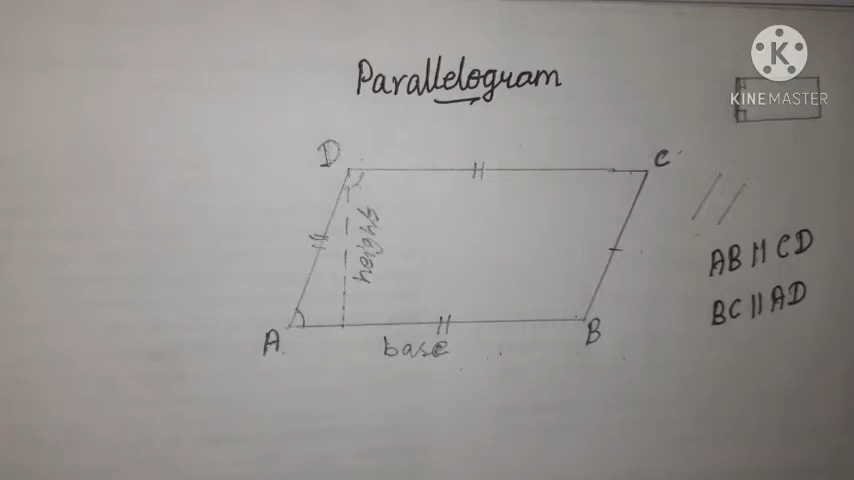 Parallelogram
K
KINEMASTER
D
C
height
A
B
base
AB || CD
BC || AD